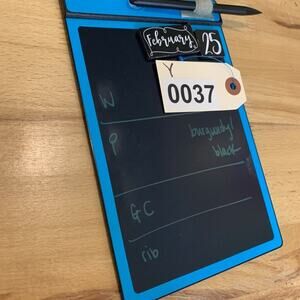 February 25
Y
0037
W
P burgundy/
black
GC
rib